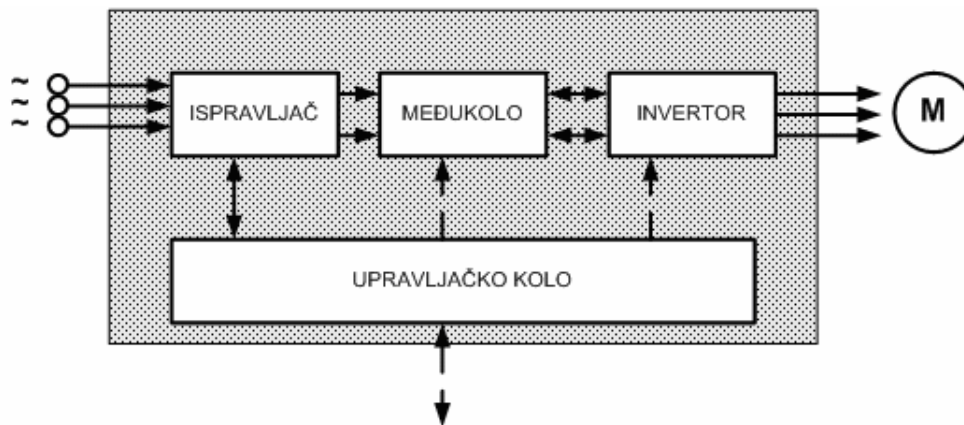 ~
~
~
ISPRAVLJAČ
MEĐUKOLO
INVERTOR
M
UPRAVLJAČKO KOLO